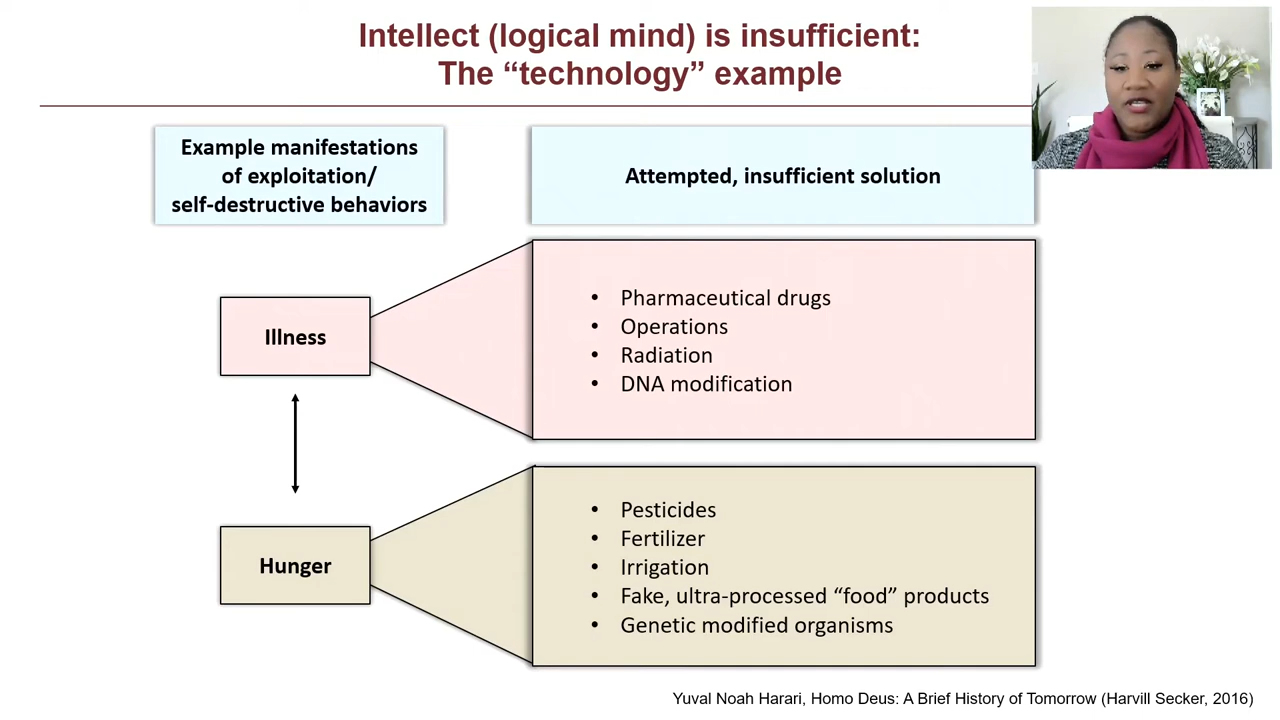 Intellect (logical mind) is insufficient:
The “technology” example
Example manifestations
of exploitation/
self-destructive behaviors
Attempted, insufficient solution
Illness
• Pharmaceutical drugs
• Operations
• Radiation
• DNA modification
Hunger
• Pesticides
• Fertilizer
• Irrigation
• Fake, ultra-processed “food” products
• Genetic modified organisms
Yuval Noah Harari, Homo Deus: A Brief History of Tomorrow (Harvill Secker, 2016)